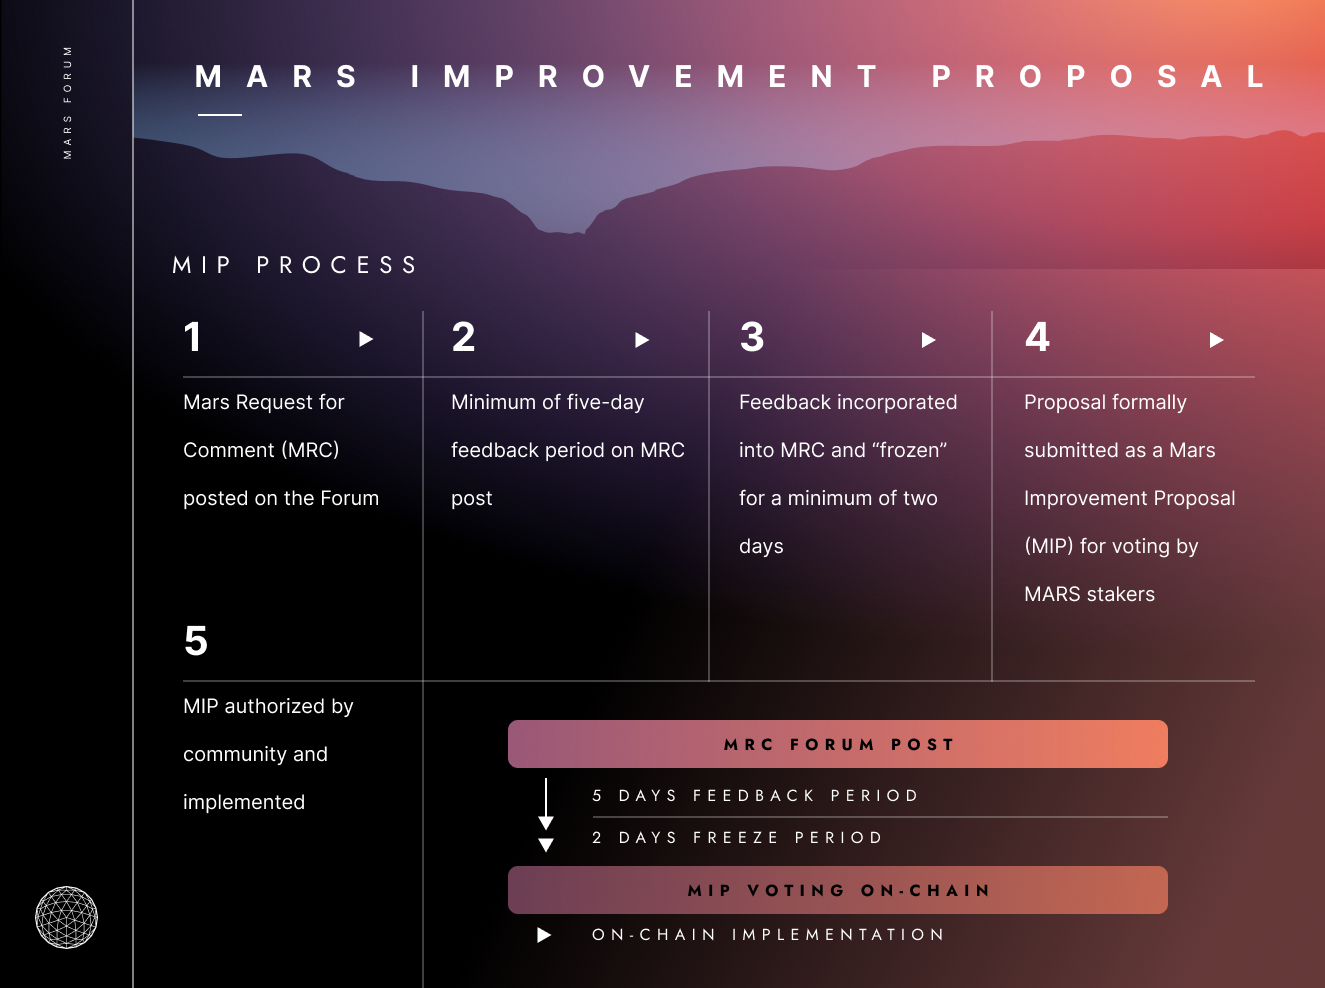 MARS FORUM
MARS IMPROVEMENT PROPOSAL
MIP PROCESS
1
Mars Request for
Comment (MRC)
posted on the Forum
2
Minimum of five-day
feedback period on MRC
post
3
Feedback incorporated
into MRC and “frozen”
for a minimum of two
days
4
Proposal formally
submitted as a Mars
Improvement Proposal
(MIP) for voting by
MARS stakers
5
MIP authorized by
community and
implemented
MRC FORUM POST
5 DAYS FEEDBACK PERIOD
2 DAYS FREEZE PERIOD
MIP VOTING ON-CHAIN
ON-CHAIN IMPLEMENTATION